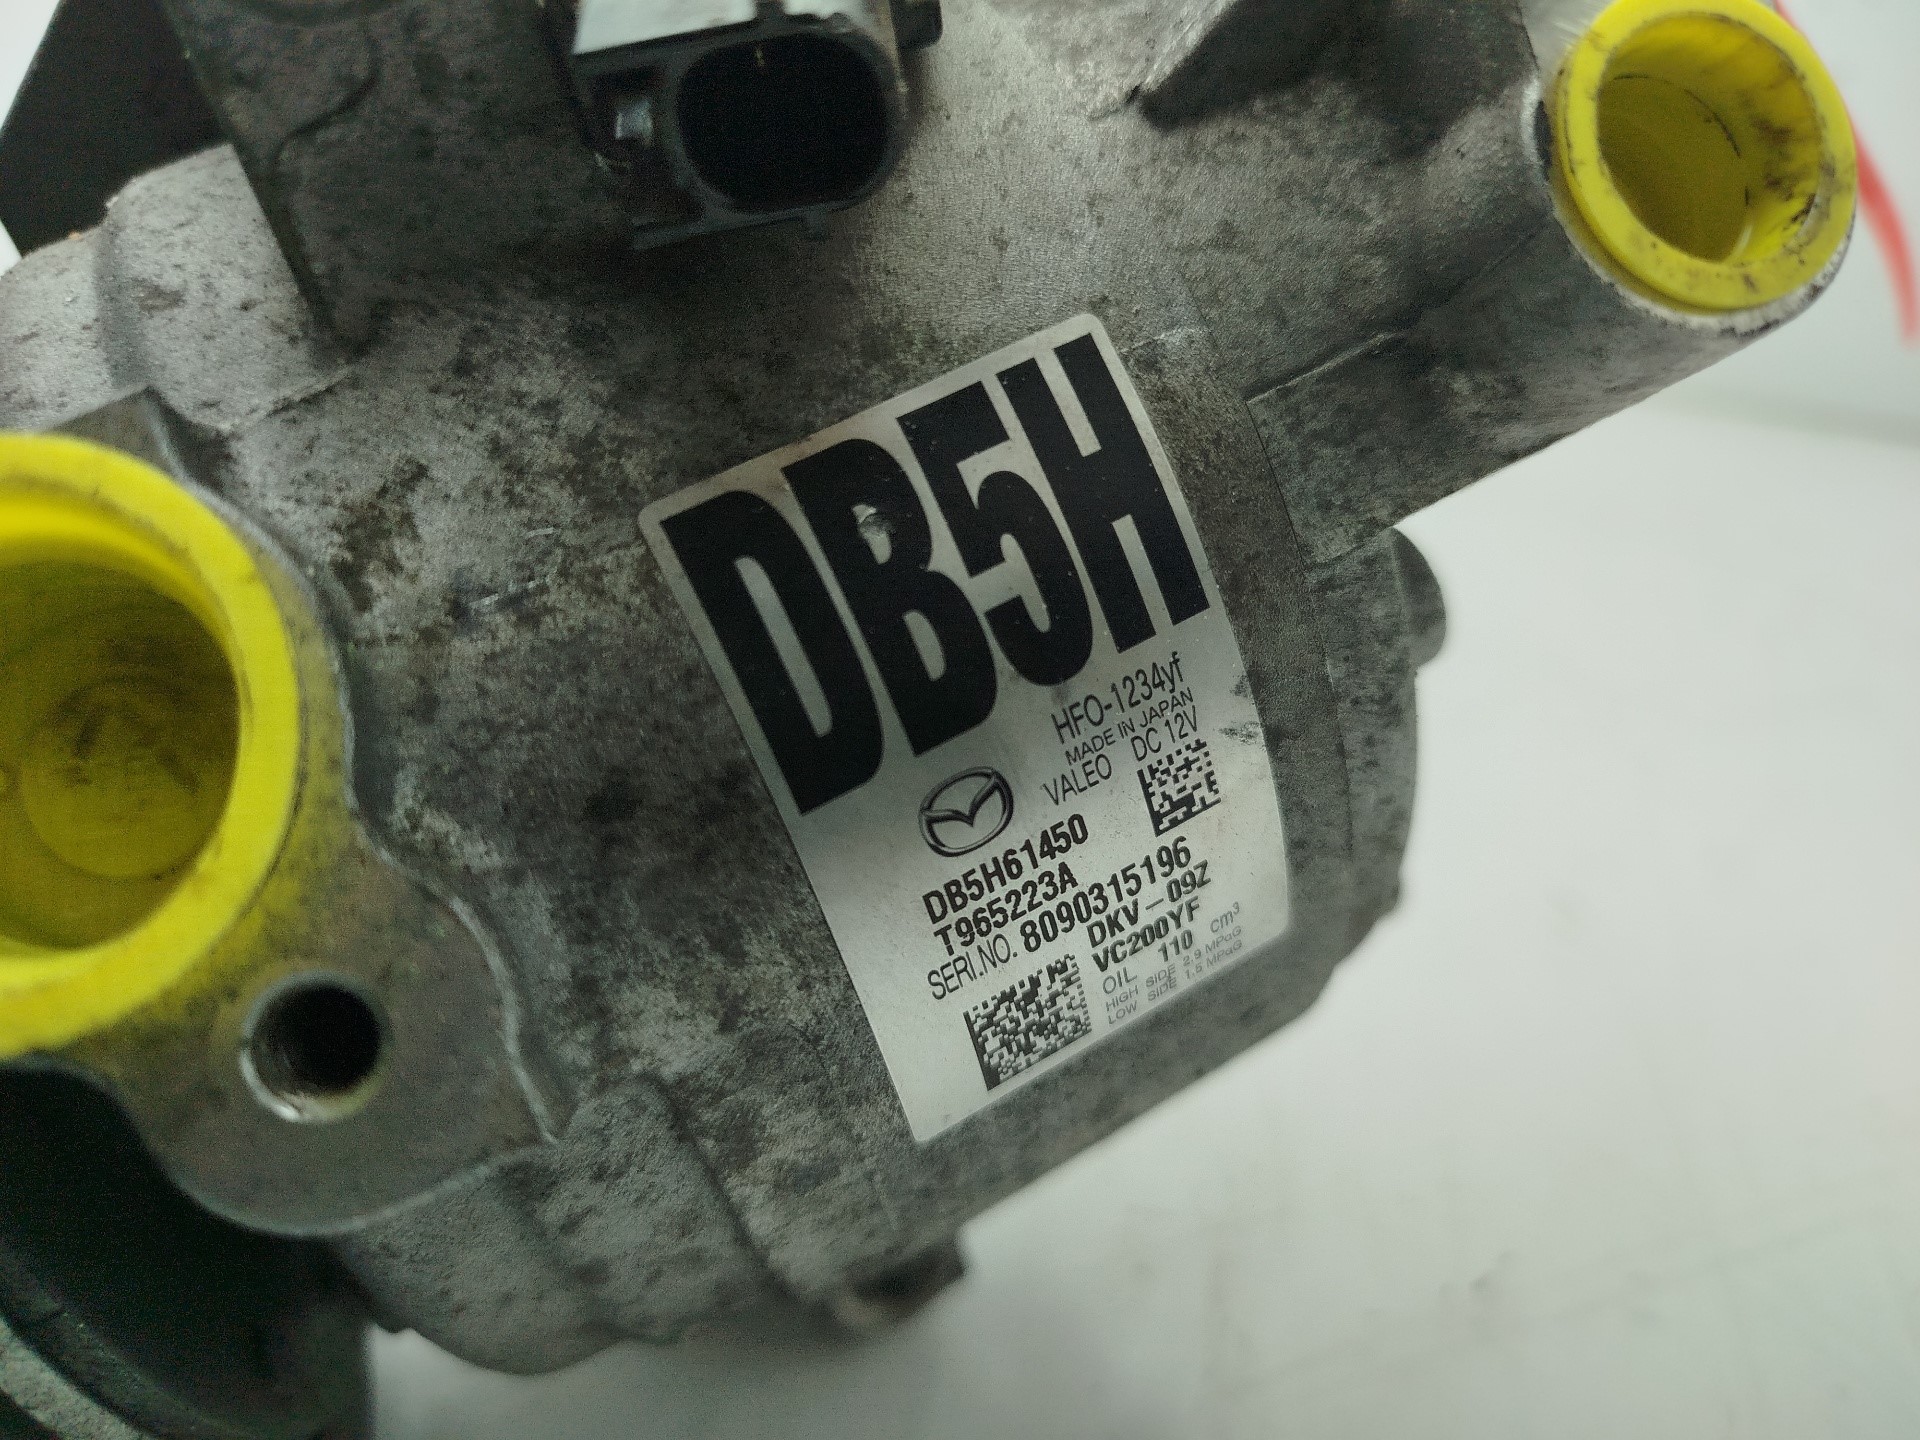 DB5H
HFO-1234yf
MADE IN JAPAN
VALEO DC 12V
DB5H61450
T965223A
SERI.NO. 8090315196
DKV-09Z
VC200YF
OIL 110 cm³
HIGH SIDE 2.9 MPaG
LOW SIDE 1.5 MPaG